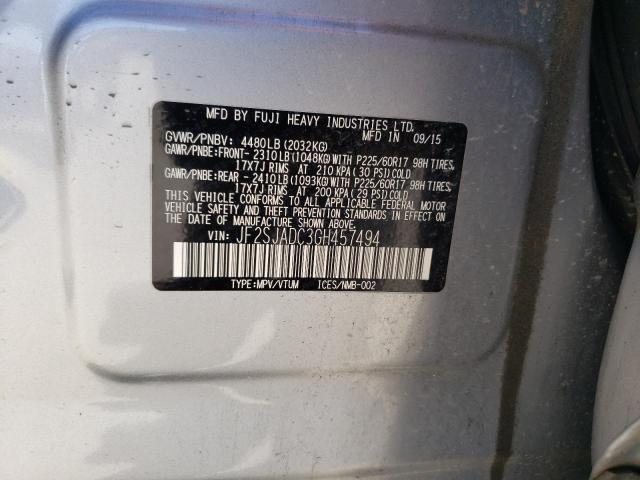 MFD BY FUJI HEAVY INDUSTRIES LTD.
MFD IN 09/15
GVWR/PNBV: 4480LB(2032KG)
GAWR/PNBE:FRONT- 2310LB(1048KG)WITH P225/60R17 98H TIRES,
17X7J RIMS AT 210 KPA(30 PSI)COLD.
GAWR/PNBE:REAR - 2410LB(1093KG)WITH P225/60R17 98H TIRES,
17X7J RIMS AT 200 KPA(29 PSI)COLD.
THIS VEHICLE CONFORMS TO ALL APPLICABLE FEDERAL MOTOR
VEHICLE SAFETY, BUMPER, AND THEFT PREVENTION STANDARDS
IN EFFECT ON THE DATE OF MANUFACTURE SHOWN ABOVE.
VIN: JF2SJADC3GH457494
TYPE:MPV/VTUM ICES/NMB-002